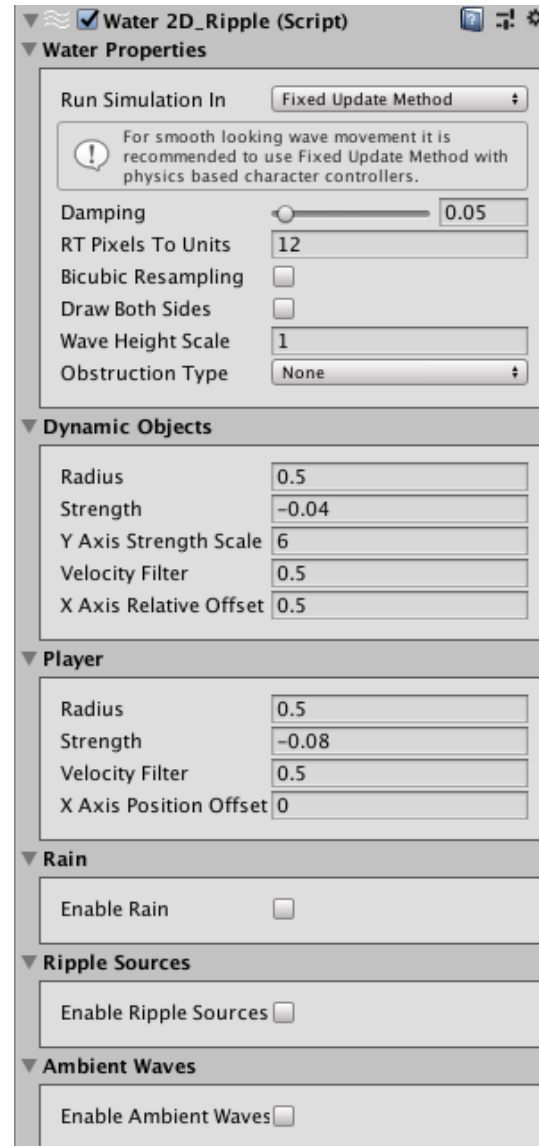 Water 2D_Ripple (Script)
Water Properties
Run Simulation In Fixed Update Method
For smooth looking wave movement it is
recommended to use Fixed Update Method with
physics based character controllers.
Damping 0.05
RT Pixels To Units 12
Bicubic Resampling
Draw Both Sides
Wave Height Scale 1
Obstruction Type None
Dynamic Objects
Radius 0.5
Strength -0.04
Y Axis Strength Scale 6
Velocity Filter 0.5
X Axis Relative Offset 0.5
Player
Radius 0.5
Strength -0.08
Velocity Filter 0.5
X Axis Position Offset 0
Rain
Enable Rain
Ripple Sources
Enable Ripple Sources
Ambient Waves
Enable Ambient Waves